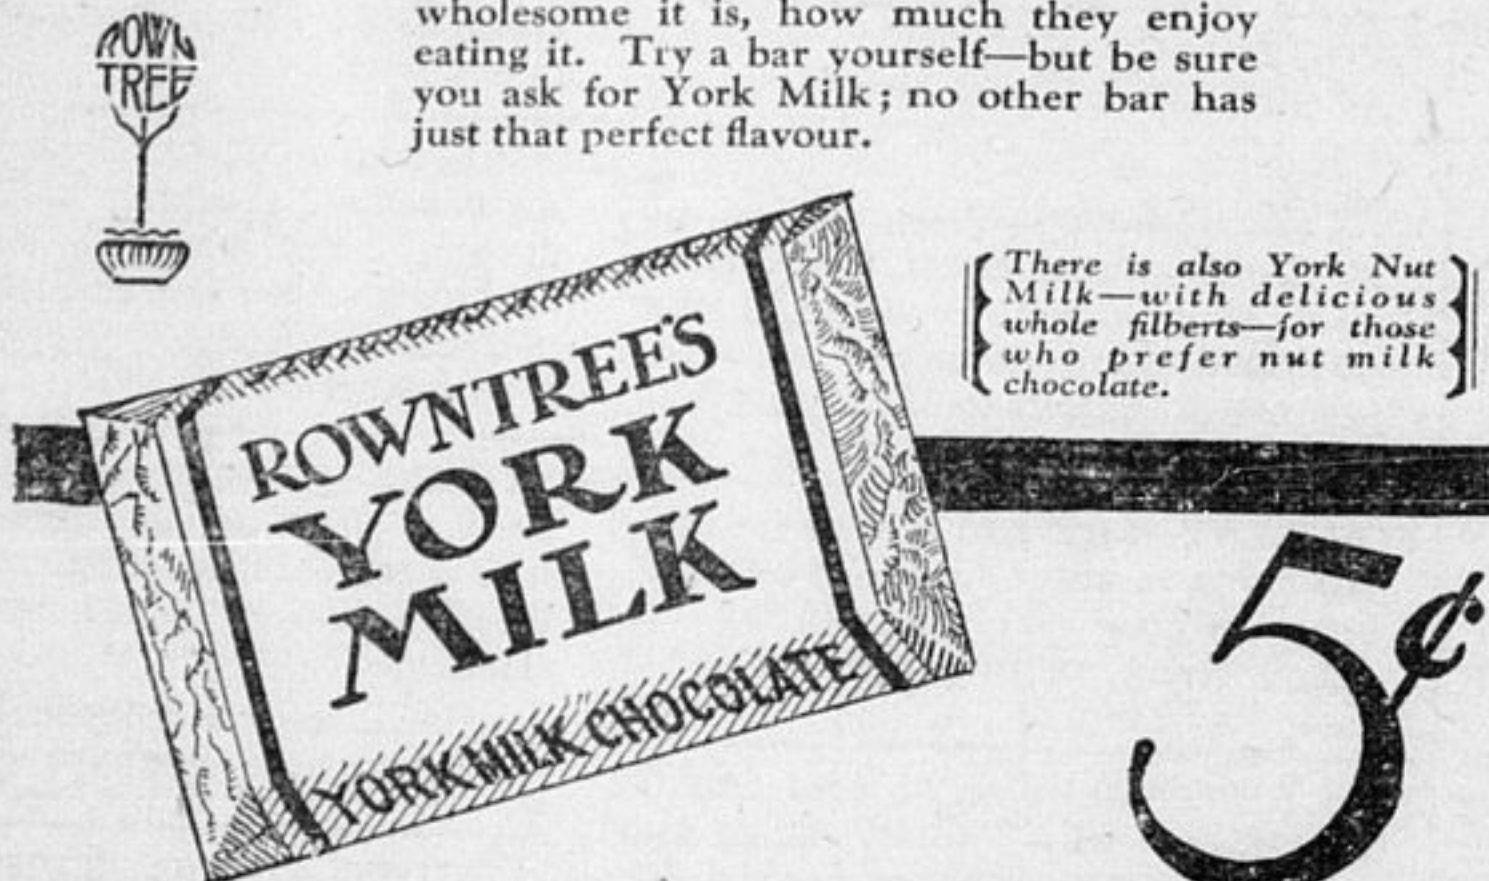 ROWN
TREE
wholesome it is, how much they enjoy
eating it. Try a bar yourself—but be sure
you ask for York Milk; no other bar has
just that perfect flavour.
There is also York Nut
Milk—with delicious
whole filberts—for those
who prefer nut milk
chocolate.
ROWNTREE'S
YORK
MILK
YORK MILK CHOCOLATE
5¢